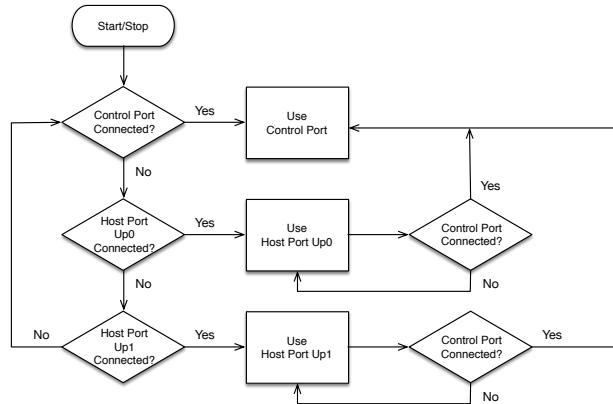 Start/Stop
Control Port
Connected?
Yes
Use
Control Port
No
Yes
Host Port
Up0
Connected?
Yes
Use
Host Port Up0
Control Port
Connected?
No
No
No
Host Port
Up1
Connected?
Yes
Use
Host Port Up1
Control Port
Connected?
Yes
No